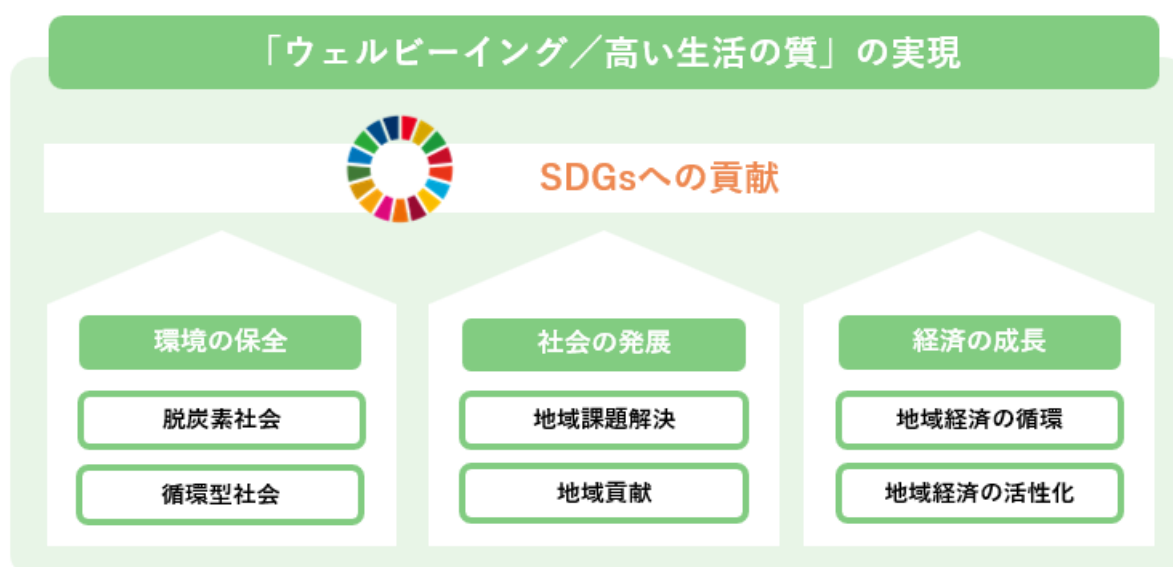 「ウェルビーイング／高い生活の質」の実現
SDGsへの貢献
環境の保全
脱炭素社会
循環型社会
社会の発展
地域課題解決
地域貢献
経済の成長
地域経済の循環
地域経済の活性化